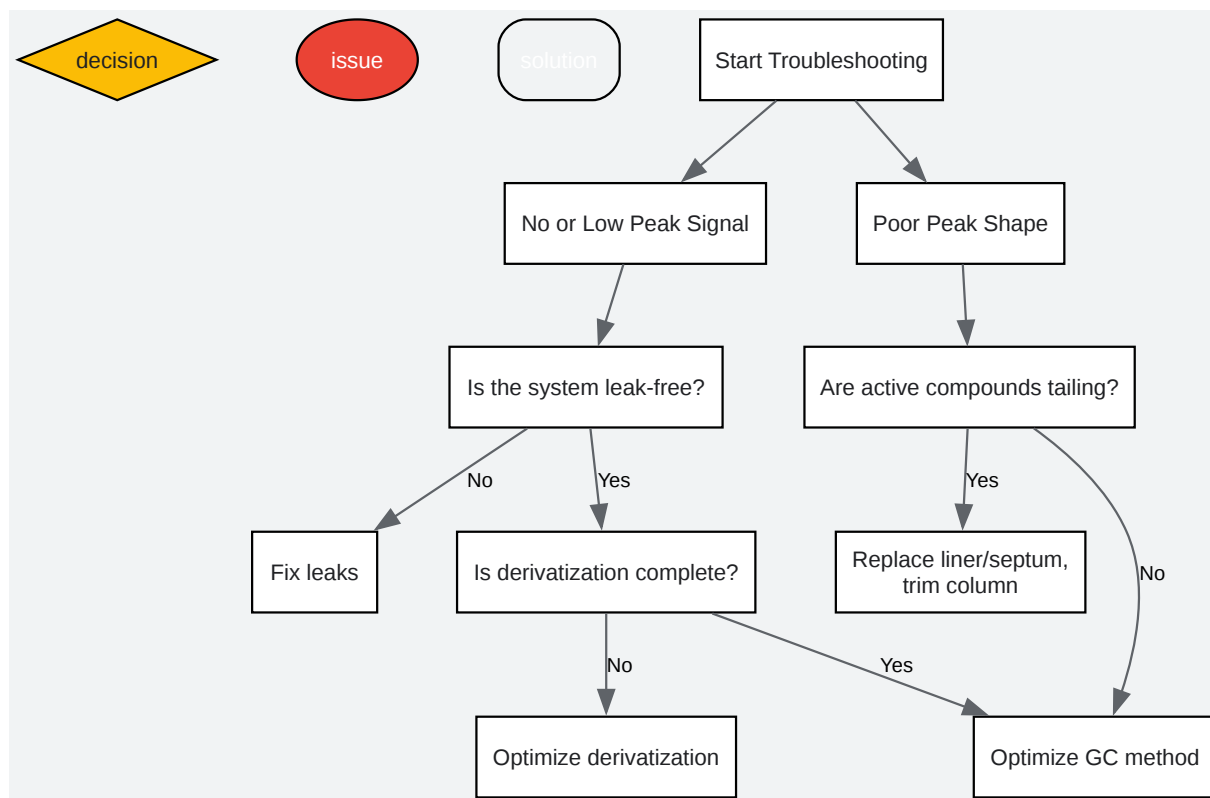 decision
issue
solution
Start Troubleshooting
No or Low Peak Signal
Poor Peak Shape
Is the system leak-free?
Are active compounds tailing?
No
Yes
Yes
Fix leaks
Is derivatization complete?
Replace liner/septum,
trim column
No
No
Yes
Optimize derivatization
Optimize GC method